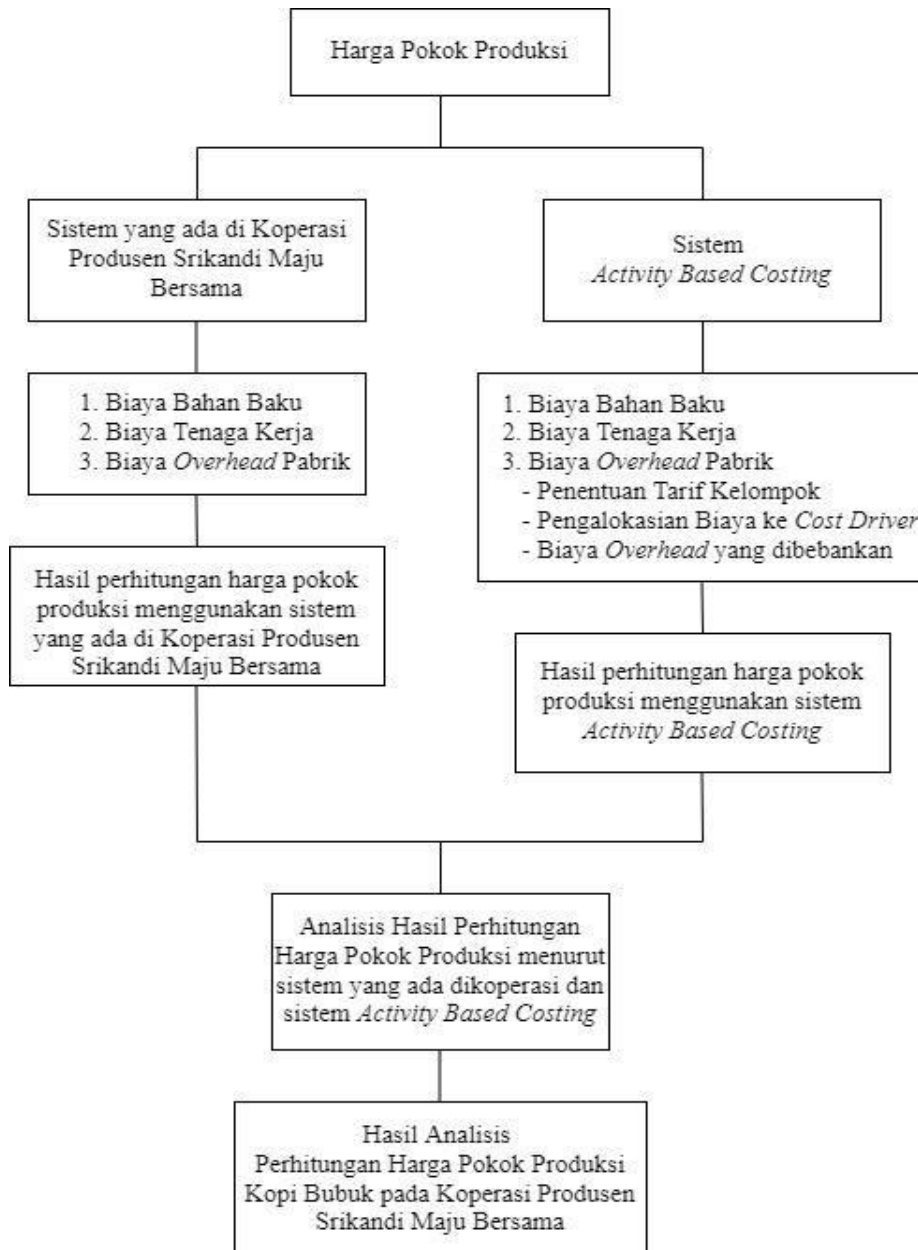 Harga Pokok Produksi
Sistem yang ada di Koperasi
Produsen Srikandi Maju
Bersama
Sistem
Activity Based Costing
1. Biaya Bahan Baku
2. Biaya Tenaga Kerja
3. Biaya Overhead Pabrik
1. Biaya Bahan Baku
2. Biaya Tenaga Kerja
3. Biaya Overhead Pabrik
- Penentuan Tarif Kelompok
- Pengalokasian Biaya ke Cost Driver
- Biaya Overhead yang dibebankan
Hasil perhitungan harga pokok
produksi menggunakan sistem
yang ada di Koperasi Produsen
Srikandi Maju Bersama
Hasil perhitungan harga pokok
produksi menggunakan sistem
Activity Based Costing
Analisis Hasil Perhitungan
Harga Pokok Produksi menurut
sistem yang ada dikoperasi dan
sistem Activity Based Costing
Hasil Analisis
Perhitungan Harga Pokok Produksi
Kopi Bubuk pada Koperasi Produsen
Srikandi Maju Bersama